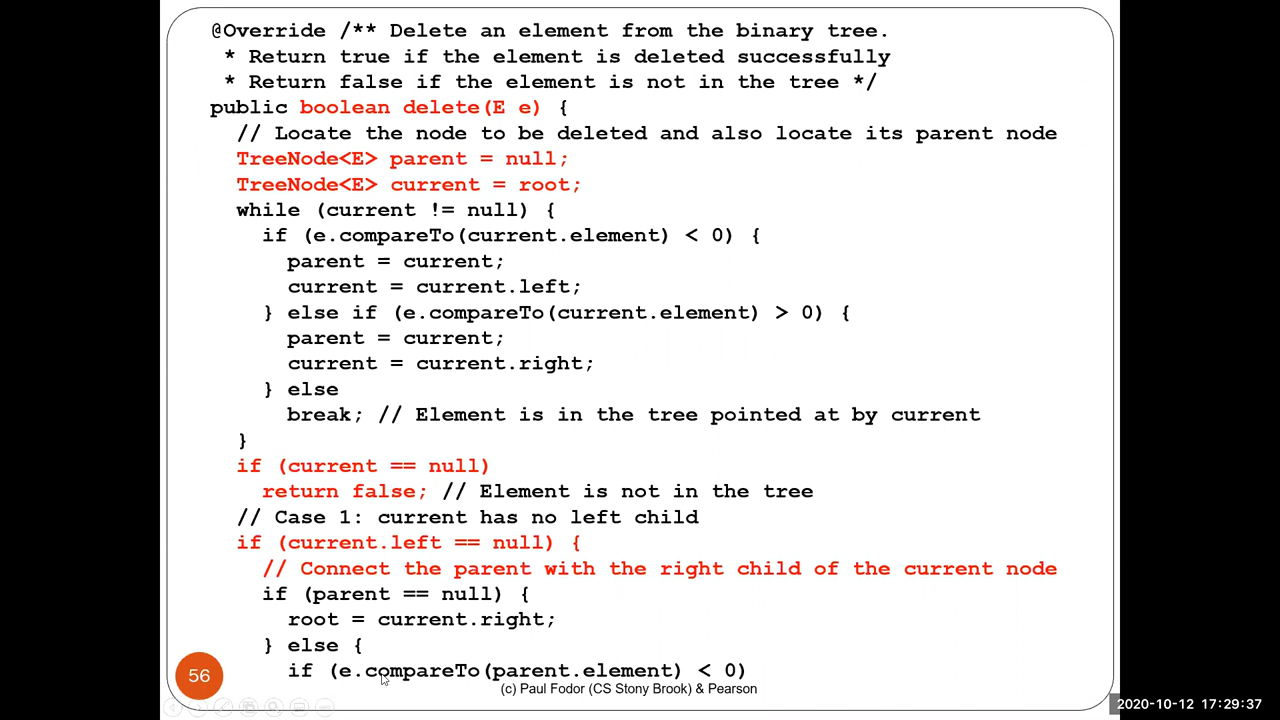 @Override /** Delete an element from the binary tree.
 * Return true if the element is deleted successfully
 * Return false if the element is not in the tree */
public boolean delete(E e) {
  // Locate the node to be deleted and also locate its parent node
  TreeNode<E> parent = null;
  TreeNode<E> current = root;
  while (current != null) {
    if (e.compareTo(current.element) < 0) {
      parent = current;
      current = current.left;
    } else if (e.compareTo(current.element) > 0) {
      parent = current;
      current = current.right;
    } else
      break; // Element is in the tree pointed at by current
  }
  if (current == null)
    return false; // Element is not in the tree
  // Case 1: current has no left child
  if (current.left == null) {
    // Connect the parent with the right child of the current node
    if (parent == null) {
      root = current.right;
    } else {
      if (e.compareTo(parent.element) < 0)
56
(c) Paul Fodor (CS Stony Brook) & Pearson
2020-10-12 17:29:37